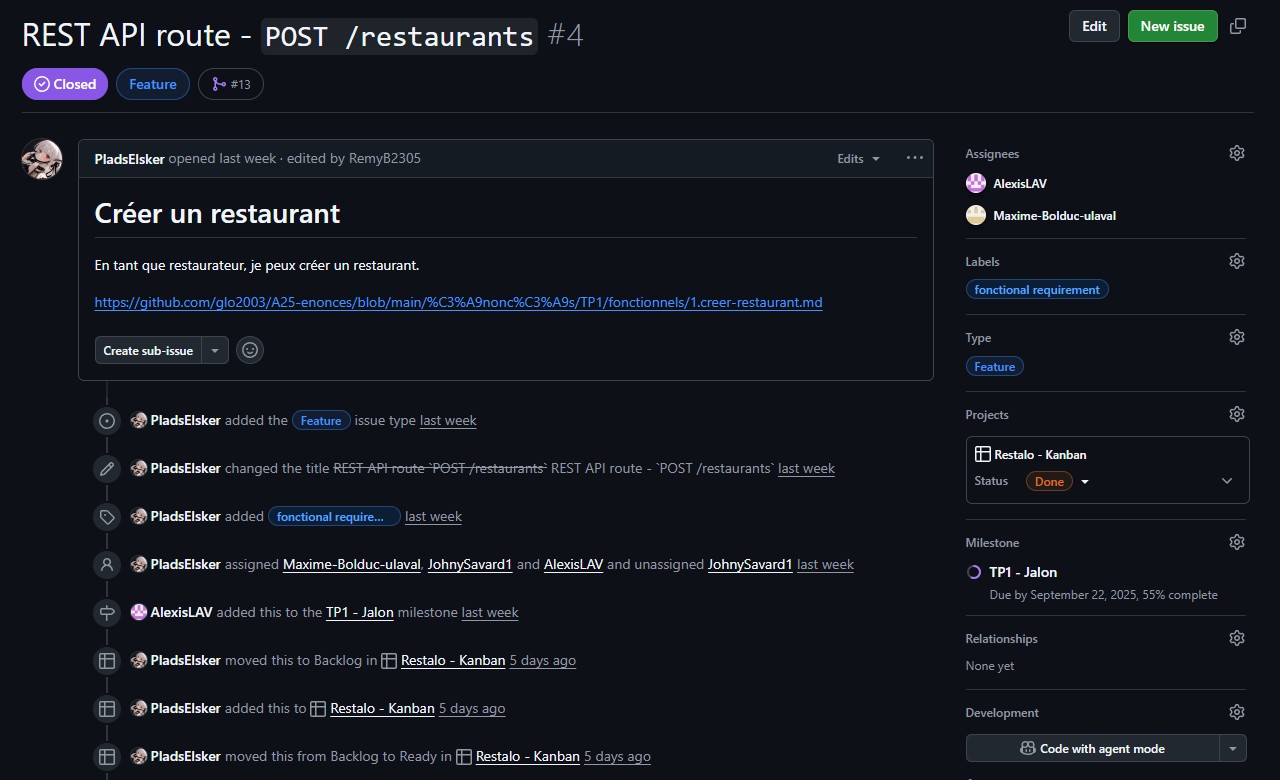 REST API route - POST /restaurants #4
Edit
New issue
Closed
Feature
#13
PladsElsker opened last week · edited by RemyB2305
Edits
Créer un restaurant
En tant que restaurateur, je peux créer un restaurant.
https://github.com/glo2003/A25-enonces/blob/main/%C3%A9nonc%C3%A9s/TP1/fonctionnels/1.creer-restaurant.md
Create sub-issue
PladsElsker added the Feature issue type last week
PladsElsker changed the title REST API route `POST /restaurants` REST API route - `POST /restaurants` last week
PladsElsker added fonctional require... last week
PladsElsker assigned Maxime-Bolduc-ulaval, JohnySavard1 and AlexisLAV and unassigned JohnySavard1 last week
AlexisLAV added this to the TP1 - Jalon milestone last week
PladsElsker moved this to Backlog in Restalo - Kanban 5 days ago
PladsElsker added this to Restalo - Kanban 5 days ago
PladsElsker moved this from Backlog to Ready in Restalo - Kanban 5 days ago
Assignees
AlexisLAV
Maxime-Bolduc-ulaval
Labels
fonctional requirement
Type
Feature
Projects
Restalo - Kanban
Status Done
Milestone
TP1 - Jalon
Due by September 22, 2025, 55% complete
Relationships
None yet
Development
Code with agent mode